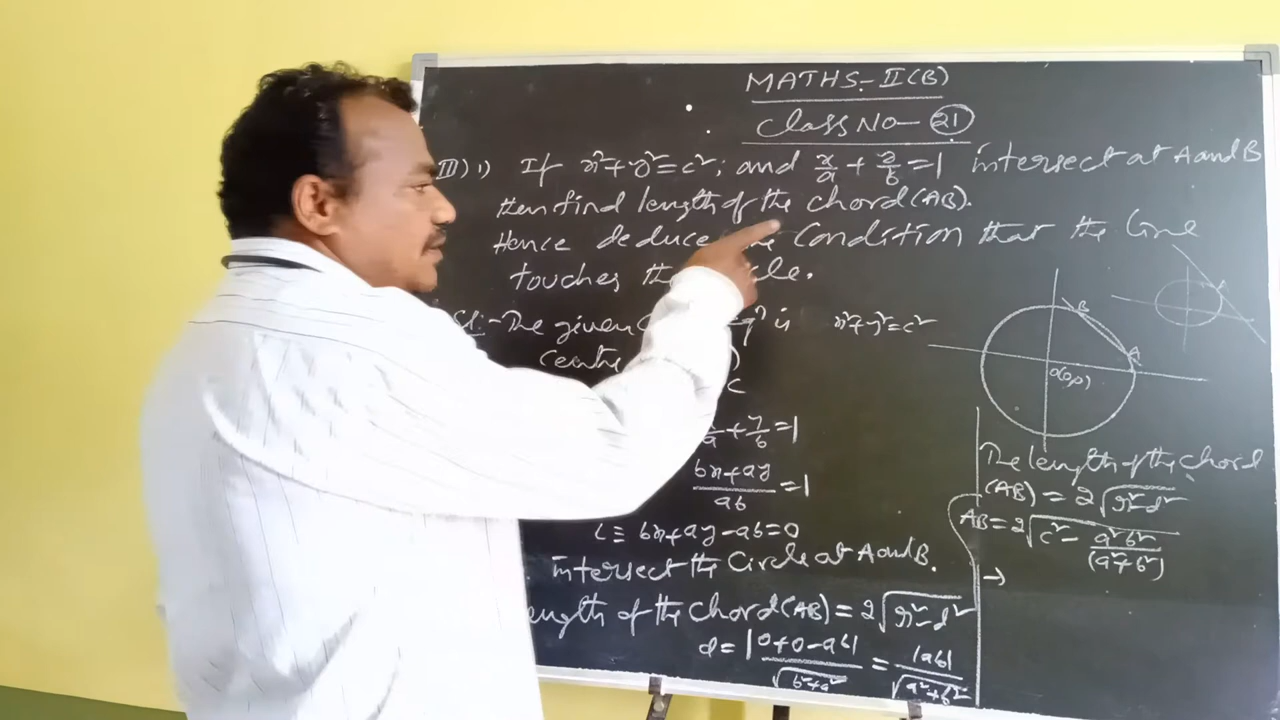 MATHS-II(B)
Class No- 21
III) 1) If x²+y²=c²; and x/a + y/b =1 intersect at A and B
then find length of the chord (AB).
Hence deduce the Condition that the line
touches the circle.
Sol:- The given is x²+y²=c²
Centre )
c
x/a + y/b =1
bx+ay/ab =1
L ≡ bx+ay-ab=0
intersect the Circle at A and B.
length of the chord (AB) = 2√r²-d²
d = |0+0-ab|/√b²+a² = |ab|/√a²+b²
B
A
O(0,0)
The length of the chord
(AB) = 2√r²-d²
AB = 2√c² - a²b²/(a²+b²)
→